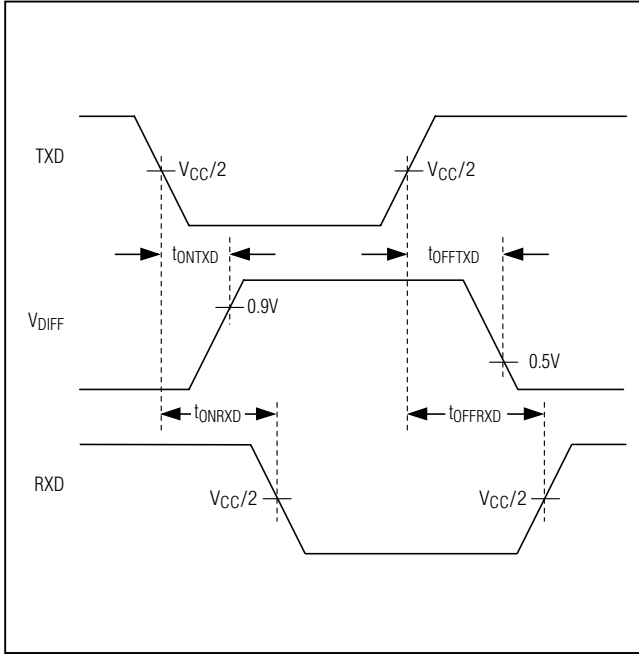 TXD
VCC/2
VCC/2
tONTXD
tOFFTXD
VDIFF
0.9V
0.5V
tONRXD
tOFFRXD
RXD
VCC/2
VCC/2